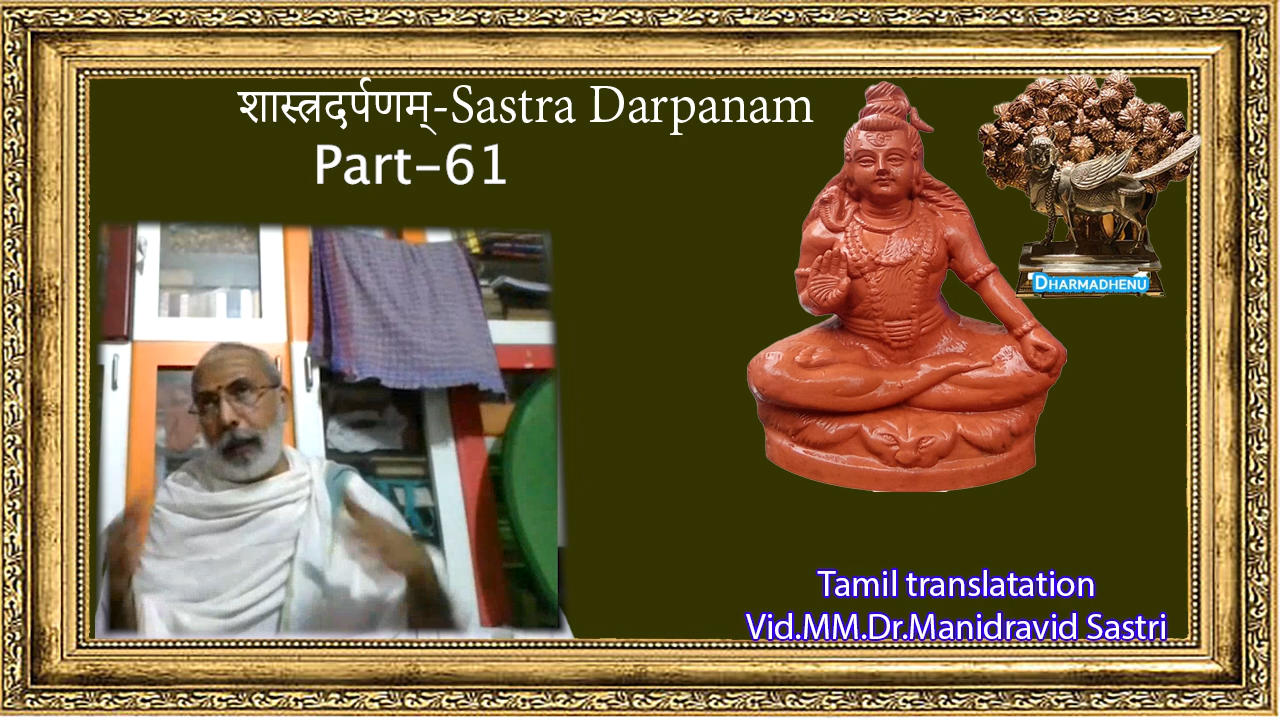 शास्त्रदर्पणम्-Sastra Darpanam
Part-61
DHARMADHENU
Tamil translatation
Vid.MM.Dr.Manidravid Sastri